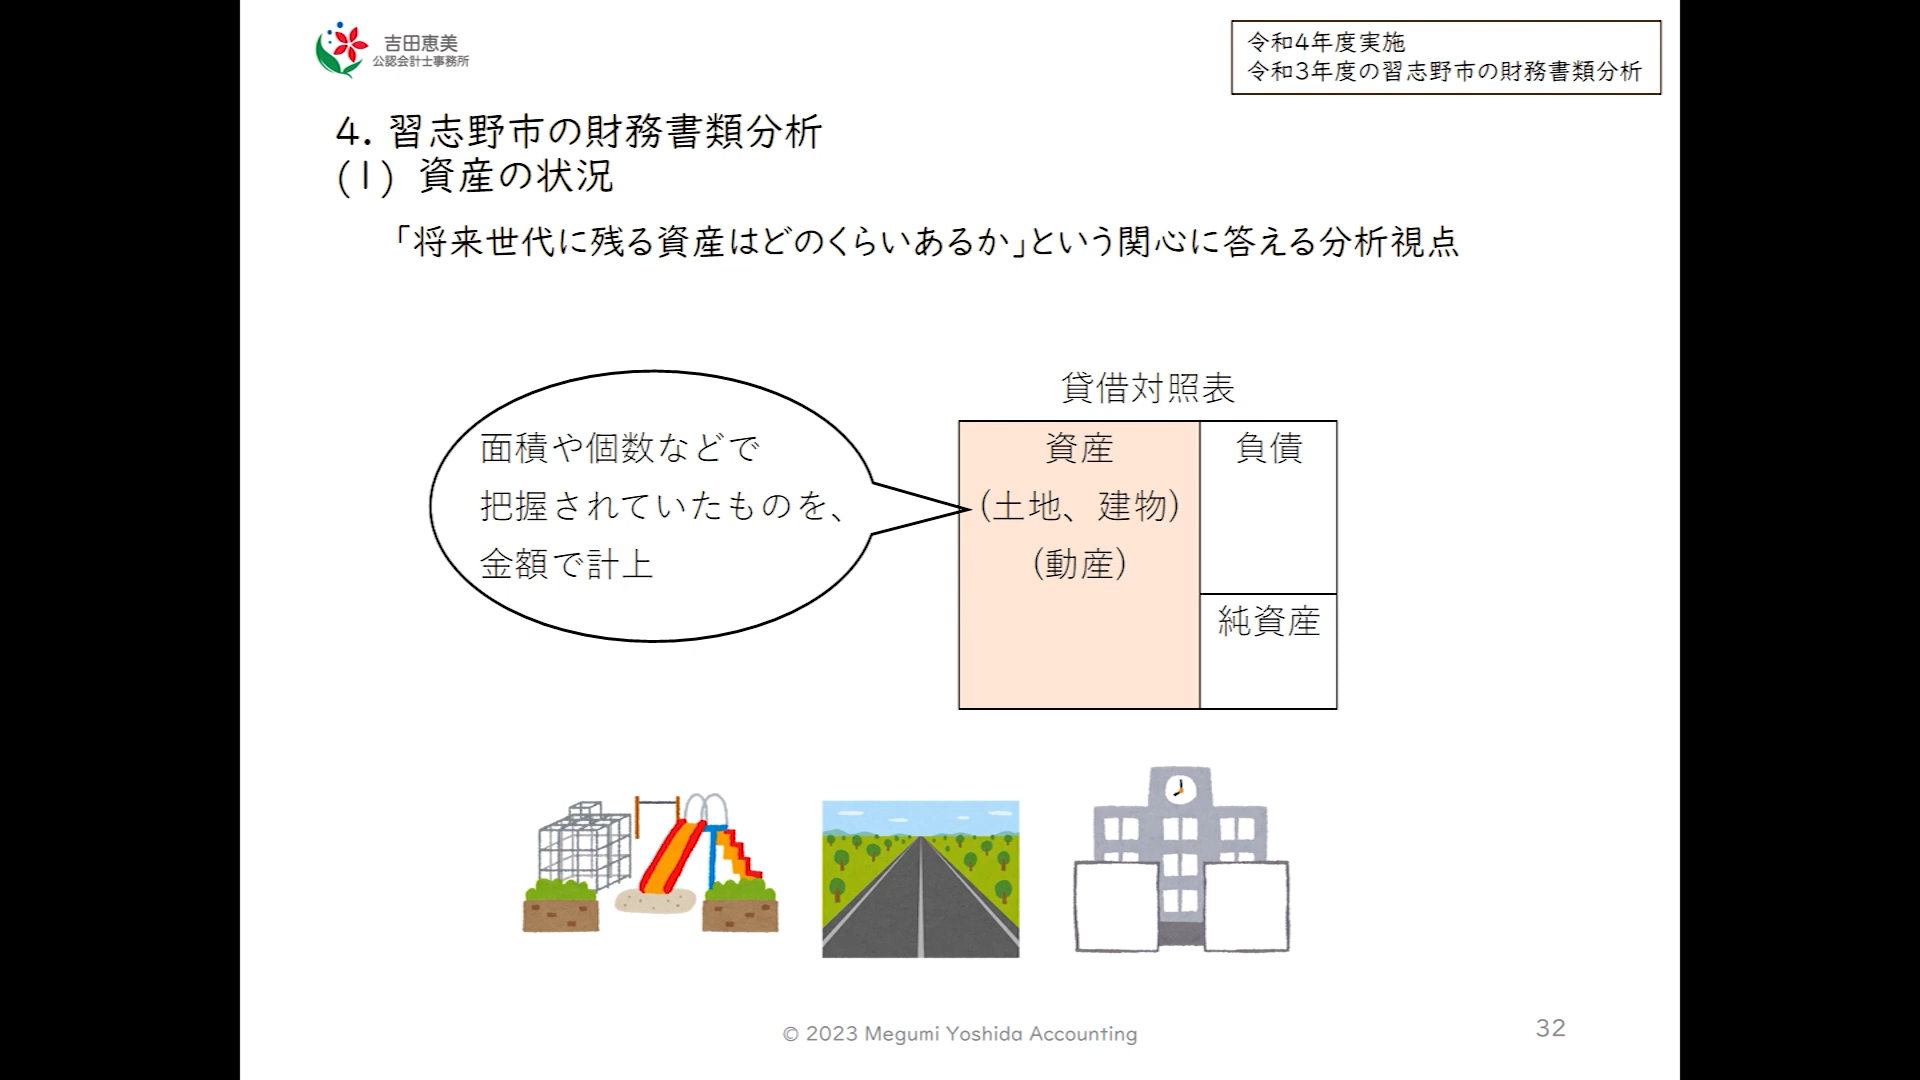 吉田恵美
公認会計士事務所
令和4年度実施
令和3年度の習志野市の財務書類分析
4. 習志野市の財務書類分析
(1) 資産の状況
「将来世代に残る資産はどのくらいあるか」という関心に答える分析視点
面積や個数などで
把握されていたものを、
金額で計上
貸借対照表
資産
(土地、建物)
(動産)
負債
純資産
© 2023 Megumi Yoshida Accounting
32